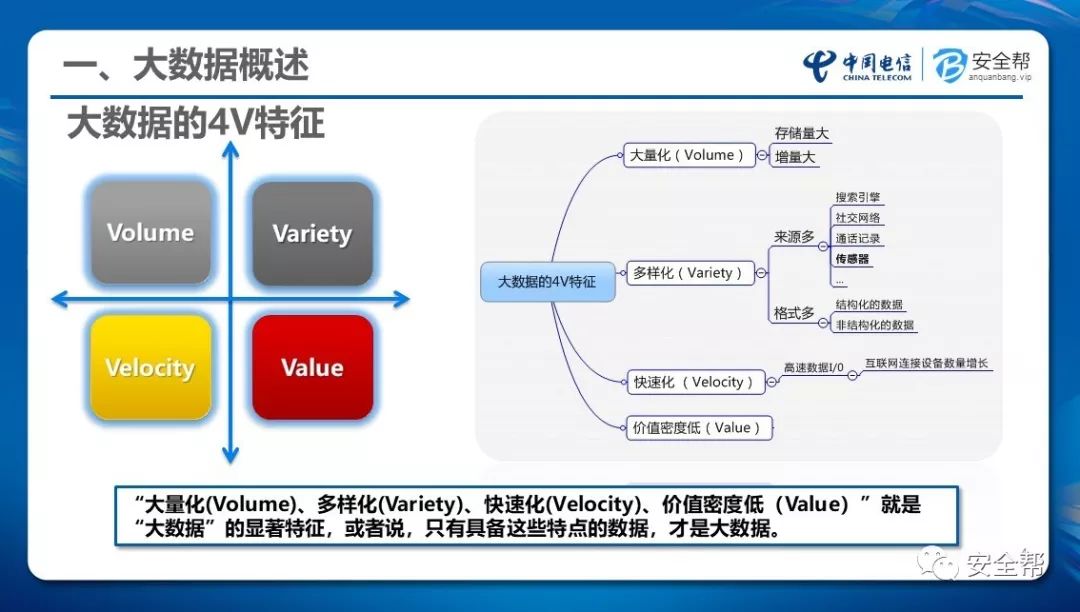 一、大数据概述
中国电信
CHINA TELECOM
安全帮
anquanbang.vip
大数据的4V特征
Volume
Variety
Velocity
Value
大数据的4V特征
大量化（Volume）
存储量大
增量大
多样化（Variety）
来源多
搜索引擎
社交网络
通话记录
传感器
...
格式多
结构化的数据
非结构化的数据
快速化 （Velocity）
高速数据I/0
互联网连接设备数量增长
价值密度低（Value）
“大量化(Volume)、多样化(Variety)、快速化(Velocity)、价值密度低（Value）”就是
“大数据”的显著特征，或者说，只有具备这些特点的数据，才是大数据。
安全帮